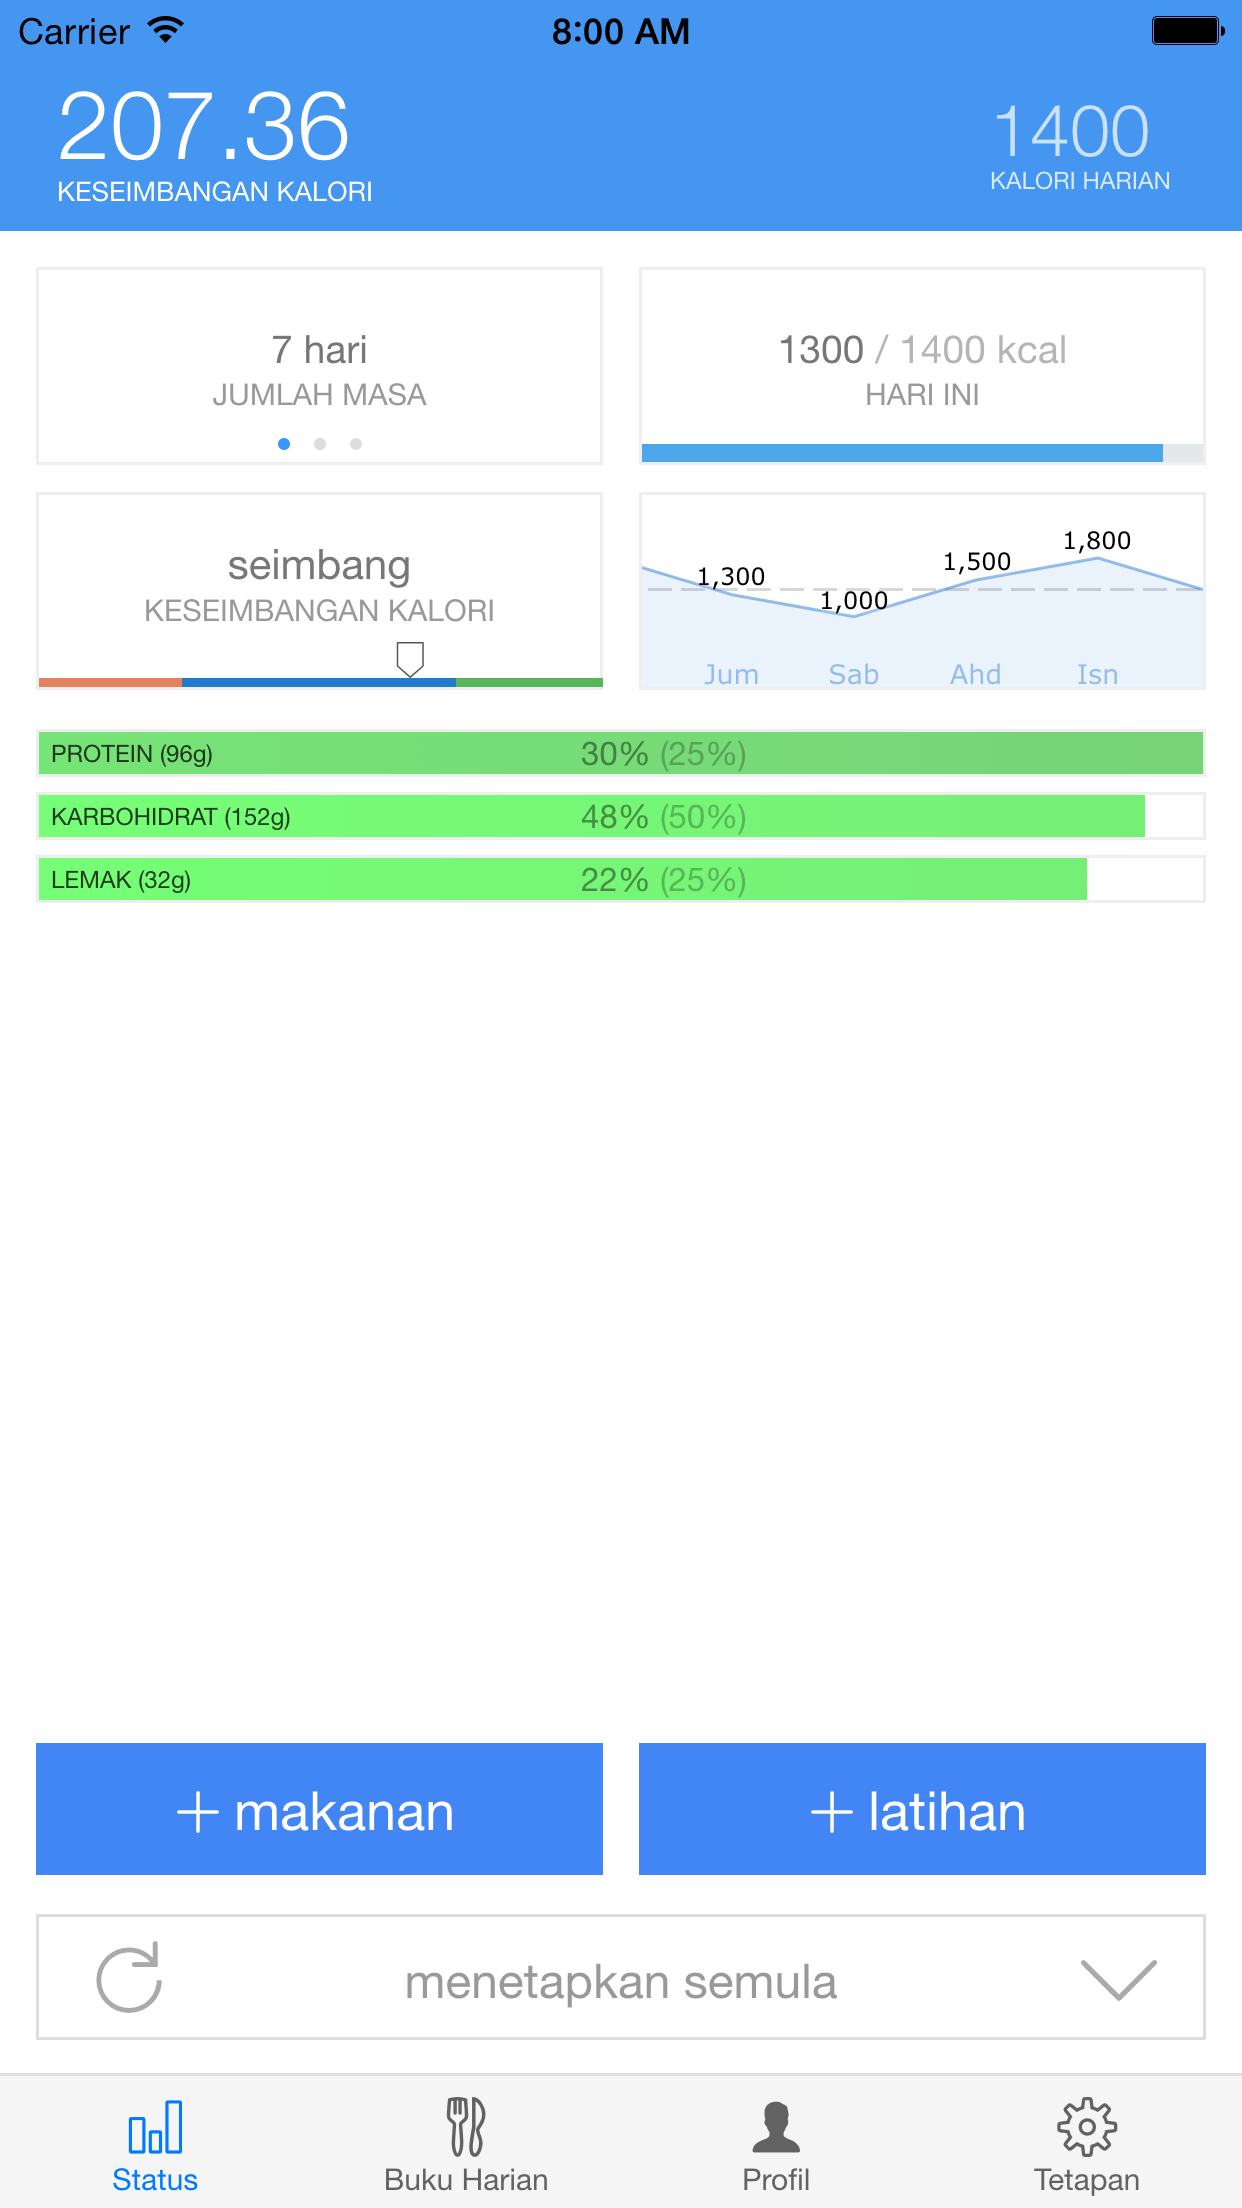 Carrier 8:00 AM
207.36
KESEIMBANGAN KALORI
1400
KALORI HARIAN
7 hari
JUMLAH MASA
1300 / 1400 kcal
HARI INI
seimbang
KESEIMBANGAN KALORI
1,300 1,000 1,500 1,800
Jum Sab Ahd Isn
PROTEIN (96g) 30% (25%)
KARBOHIDRAT (152g) 48% (50%)
LEMAK (32g) 22% (25%)
+ makanan
+ latihan
menetapkan semula
Status Buku Harian Profil Tetapan